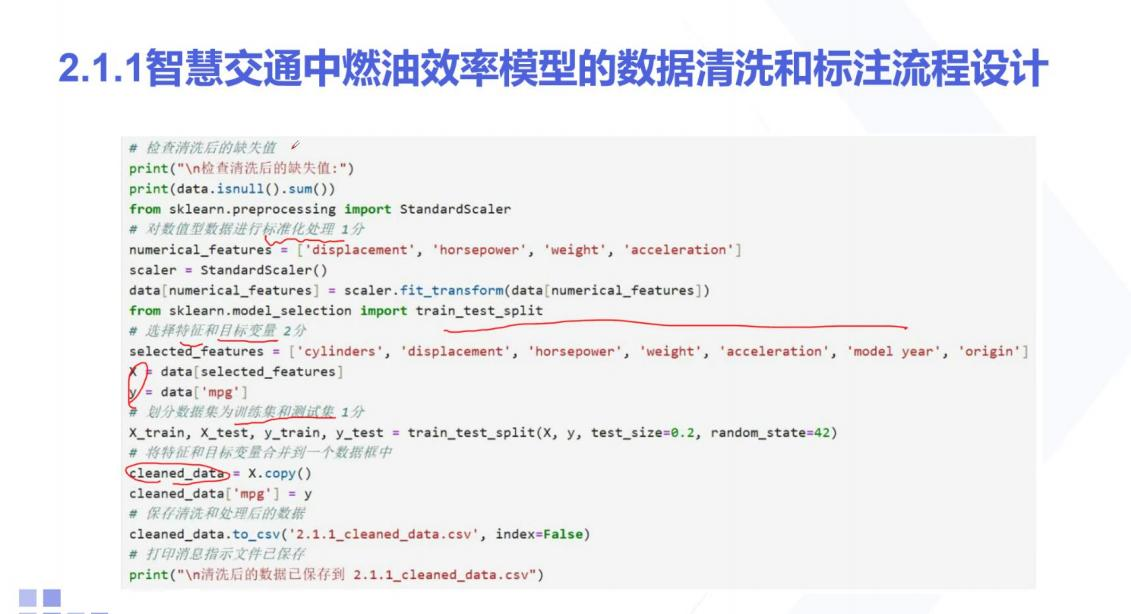 2.1.1智慧交通中燃油效率模型的数据清洗和标注流程设计
# 检查清洗后的缺失值
print("\n检查清洗后的缺失值:")
print(data.isnull().sum())
from sklearn.preprocessing import StandardScaler
# 对数值型数据进行标准化处理 1分
numerical_features = ['displacement', 'horsepower', 'weight', 'acceleration']
scaler = StandardScaler()
data[numerical_features] = scaler.fit_transform(data[numerical_features])
from sklearn.model_selection import train_test_split
# 选择特征和目标变量 2分
selected_features = ['cylinders', 'displacement', 'horsepower', 'weight', 'acceleration', 'model year', 'origin']
X = data[selected_features]
y = data['mpg']
# 划分数据集为训练集和测试集 1分
X_train, X_test, y_train, y_test = train_test_split(X, y, test_size=0.2, random_state=42)
# 将特征和目标变量合并到一个数据框中
cleaned_data = X.copy()
cleaned_data['mpg'] = y
# 保存清洗和处理后的数据
cleaned_data.to_csv('2.1.1_cleaned_data.csv', index=False)
# 打印消息指示文件已保存
print("\n清洗后的数据已保存到 2.1.1_cleaned_data.csv")